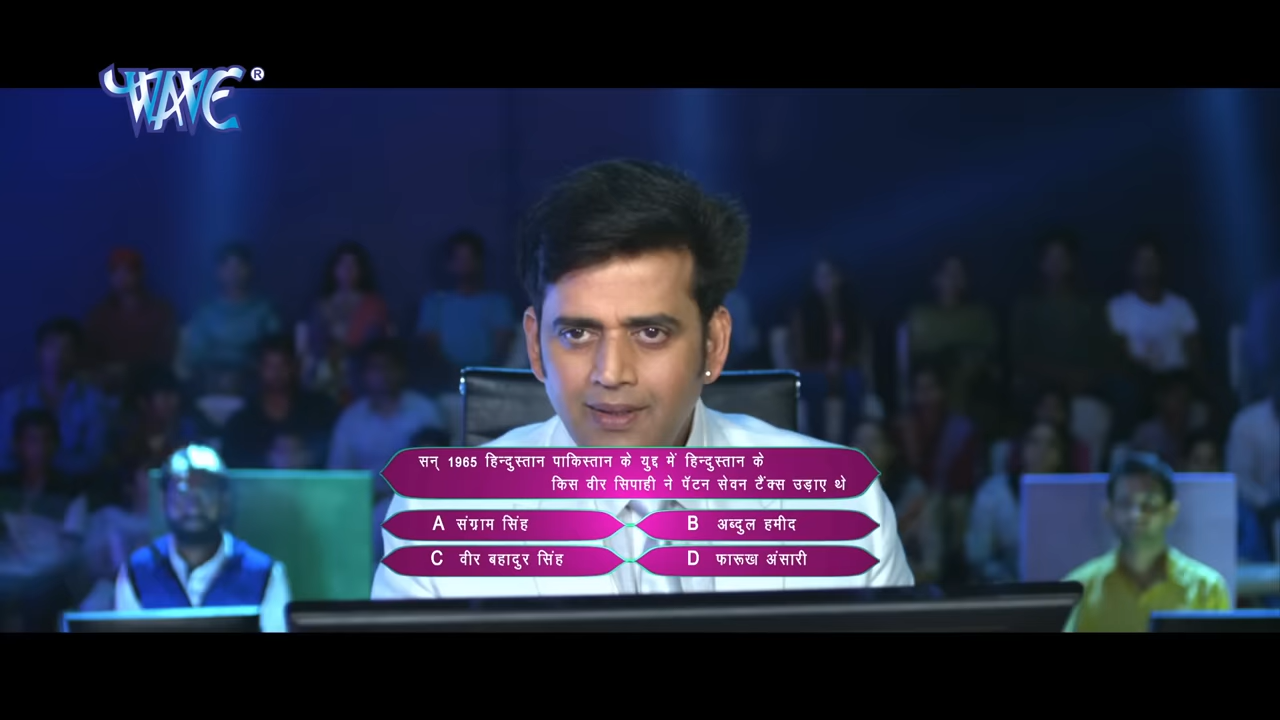 WAVE ®
सन् 1965 हिन्दुस्तान पाकिस्तान के युद्द में हिन्दुस्तान के
किस वीर सिपाही ने पॅटन सेवन टैंक्स उड़ाए थे
A संग्राम सिंह
B अब्दुल हमीद
C वीर बहादुर सिंह
D फारूख अंसारी